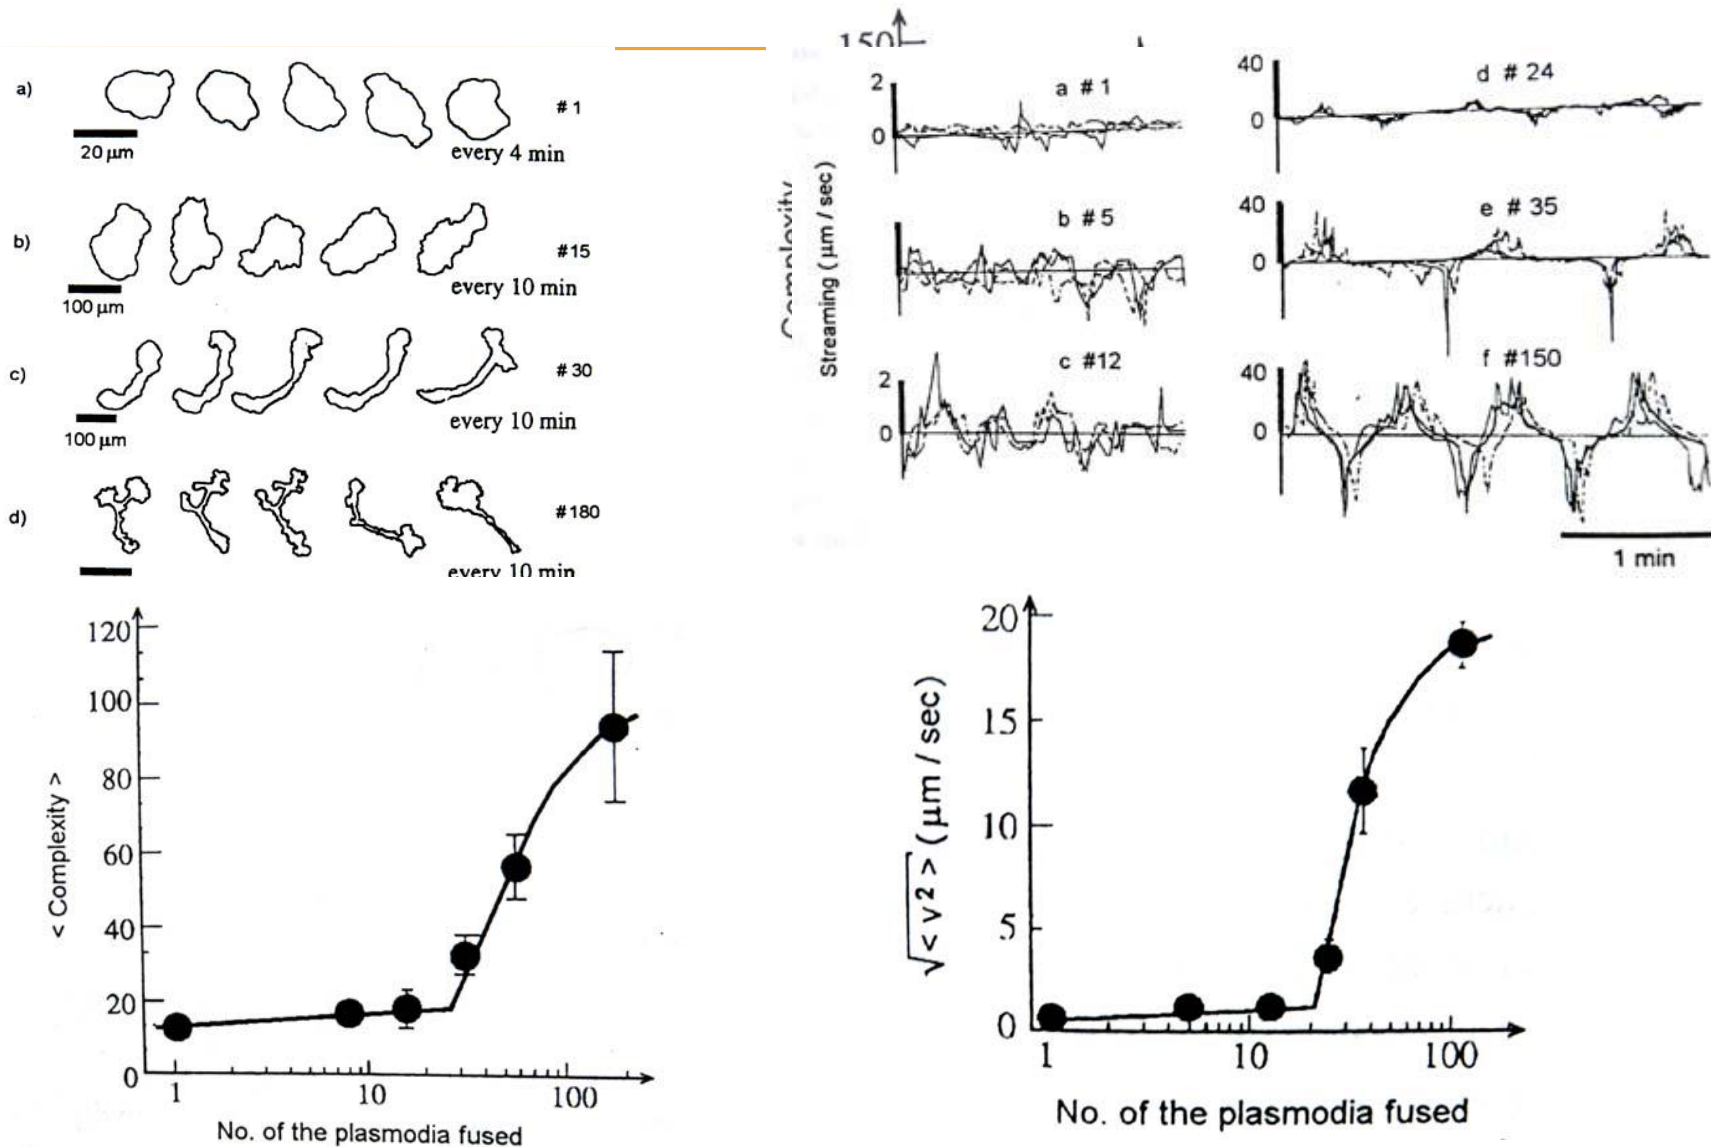 a)
# 1
20 μm
every 4 min
b)
#15
100 μm
every 10 min
c)
# 30
100 μm
every 10 min
d)
#180
every 10 min
150
Complexity
Streaming ( μm / sec)
a # 1
2
0
b # 5
c #12
2
0
d # 24
40
0
e # 35
40
0
f #150
40
0
1 min
120
100
80
60
40
20
0
1 10 100
< Complexity >
No. of the plasmodia fused
20
15
10
5
0
1 10 100
√< v² > ( μm / sec)
No. of the plasmodia fused